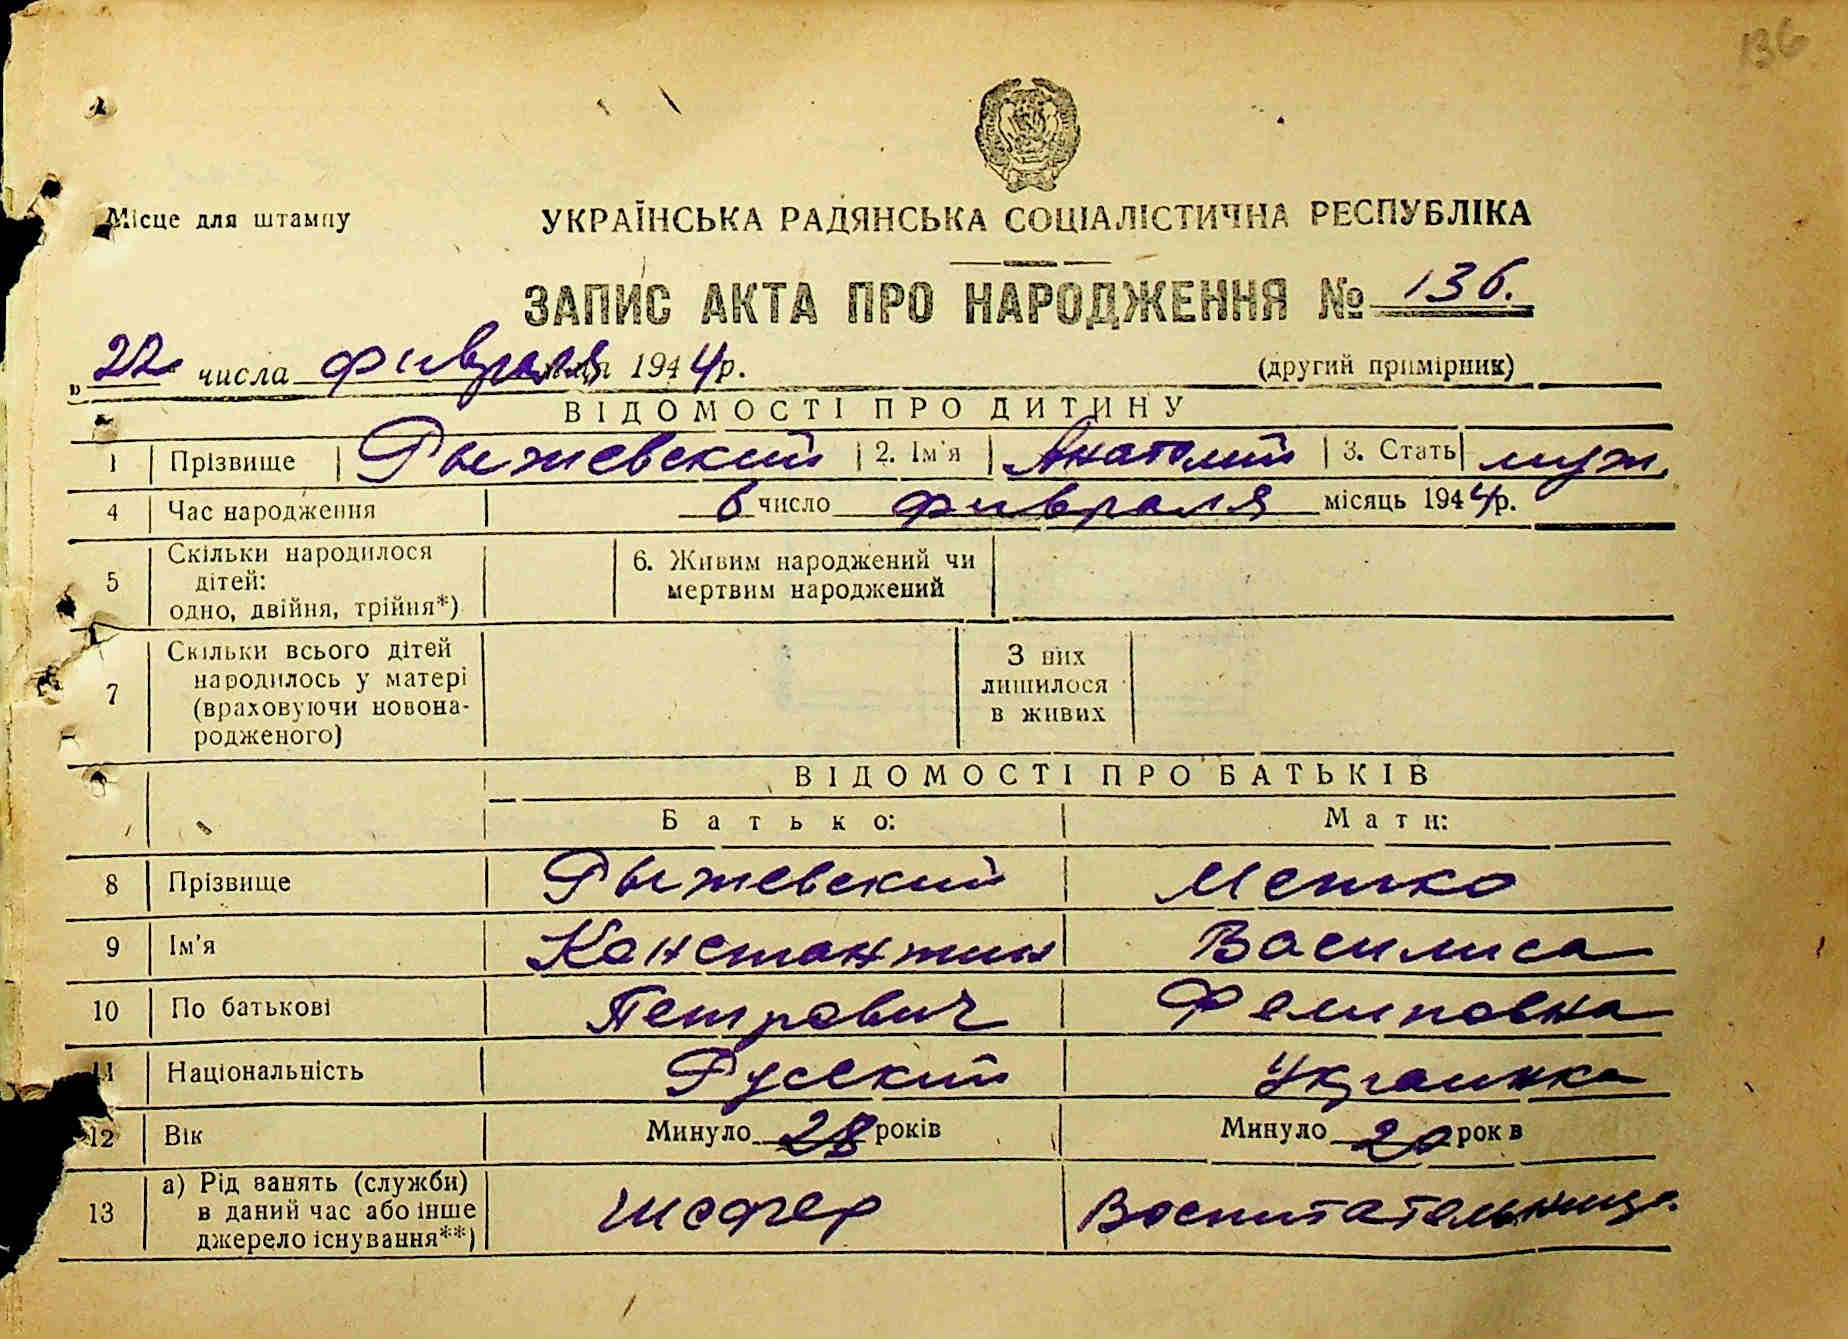 136
Місце для штампу
УКРАЇНСЬКА РАДЯНСЬКА СОЦІАЛІСТИЧНА РЕСПУБЛІКА
ЗАПИС АКТА ПРО НАРОДЖЕННЯ № 136.
„22 числа февраля 1944р. (другий примірник)
ВІДОМОСТІ ПРО ДИТИНУ
1 Прізвище Рыжевский 2. Ім'я Анатолий 3. Стать муж.
4 Час народження 6 число февраля місяць 1944р.
5 Скільки народилося дітей: одно, двійня, трійня*) 6. Живим народжений чи мертвим народжений
7 Скільки всього дітей народилось у матері (враховуючи новонародженого) З них лишилося в живих
ВІДОМОСТІ ПРО БАТЬКІВ
Батько: Мати:
8 Прізвище Рыжевский
9 Ім'я Константин Василиса
10 По батькові Петрович Фелиповна
11 Національність Руский Украинка
12 Вік Минуло 28 років Минуло 20 рок в
13 а) Рід занять (служби) в даний час або інше джерело існування**) Шофер Воспитательница